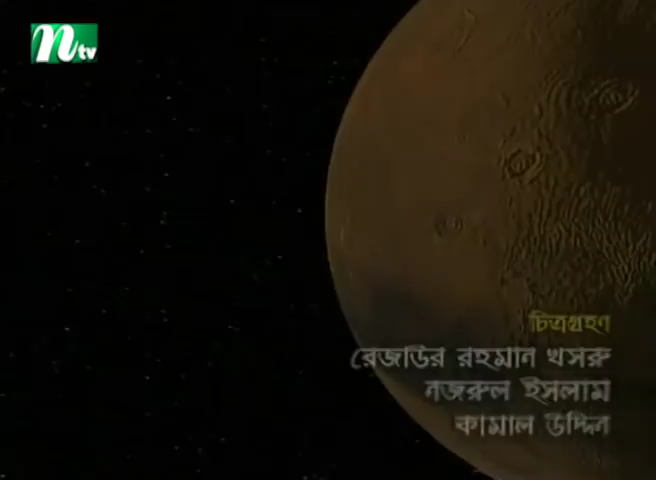 ntv
চিত্রগ্রহণ
রেজাউর রহমান খসরু
নজরুল ইসলাম
কামাল উদ্দিন